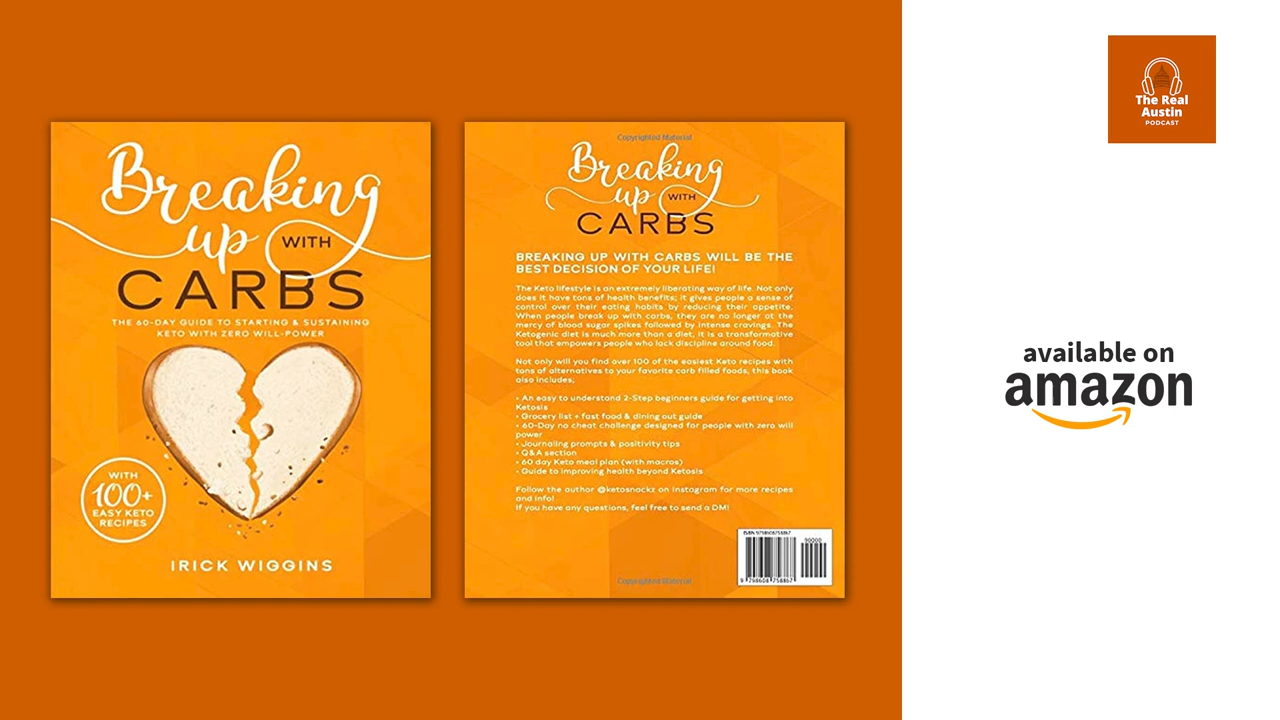 Breaking
up WITH
CARBS
THE 60-DAY GUIDE TO STARTING & SUSTAINING
KETO WITH ZERO WILL-POWER
WITH
100+
EASY KETO
RECIPES
IRICK WIGGINS
Copyrighted Material
Breaking
up WITH
CARBS
BREAKING UP WITH CARBS WILL BE THE
BEST DECISION OF YOUR LIFE!
The Keto lifestyle is an extremely liberating way of life. Not only
does it have tons of health benefits; it gives people a sense of
control over their eating habits by reducing their appetite.
When people break up with carbs, they are no longer at the
mercy of blood sugar spikes followed by intense cravings. The
Ketogenic diet is much more than a diet, it is a transformative
tool that empowers people who lack discipline around food.
Not only will you find over 100 of the easiest Keto recipes with
tons of alternatives to your favorite carb filled foods, this book
also includes;
• An easy to understand 2-Step beginners guide for getting into
Ketosis
• Grocery list + fast food & dining out guide
• 60-Day no cheat challenge designed for people with zero will
power
• Journaling prompts & positivity tips
• Q&A section
• 60 day Keto meal plan (with macros)
• Guide to improving health beyond Ketosis
Follow the author @ketosnackz on Instagram for more recipes
and info!
If you have any questions, feel free to send a DM!
ISBN 9798608758867
90000
9 798608 758867
Copyrighted Material
The Real
Austin
PODCAST
available on
amazon